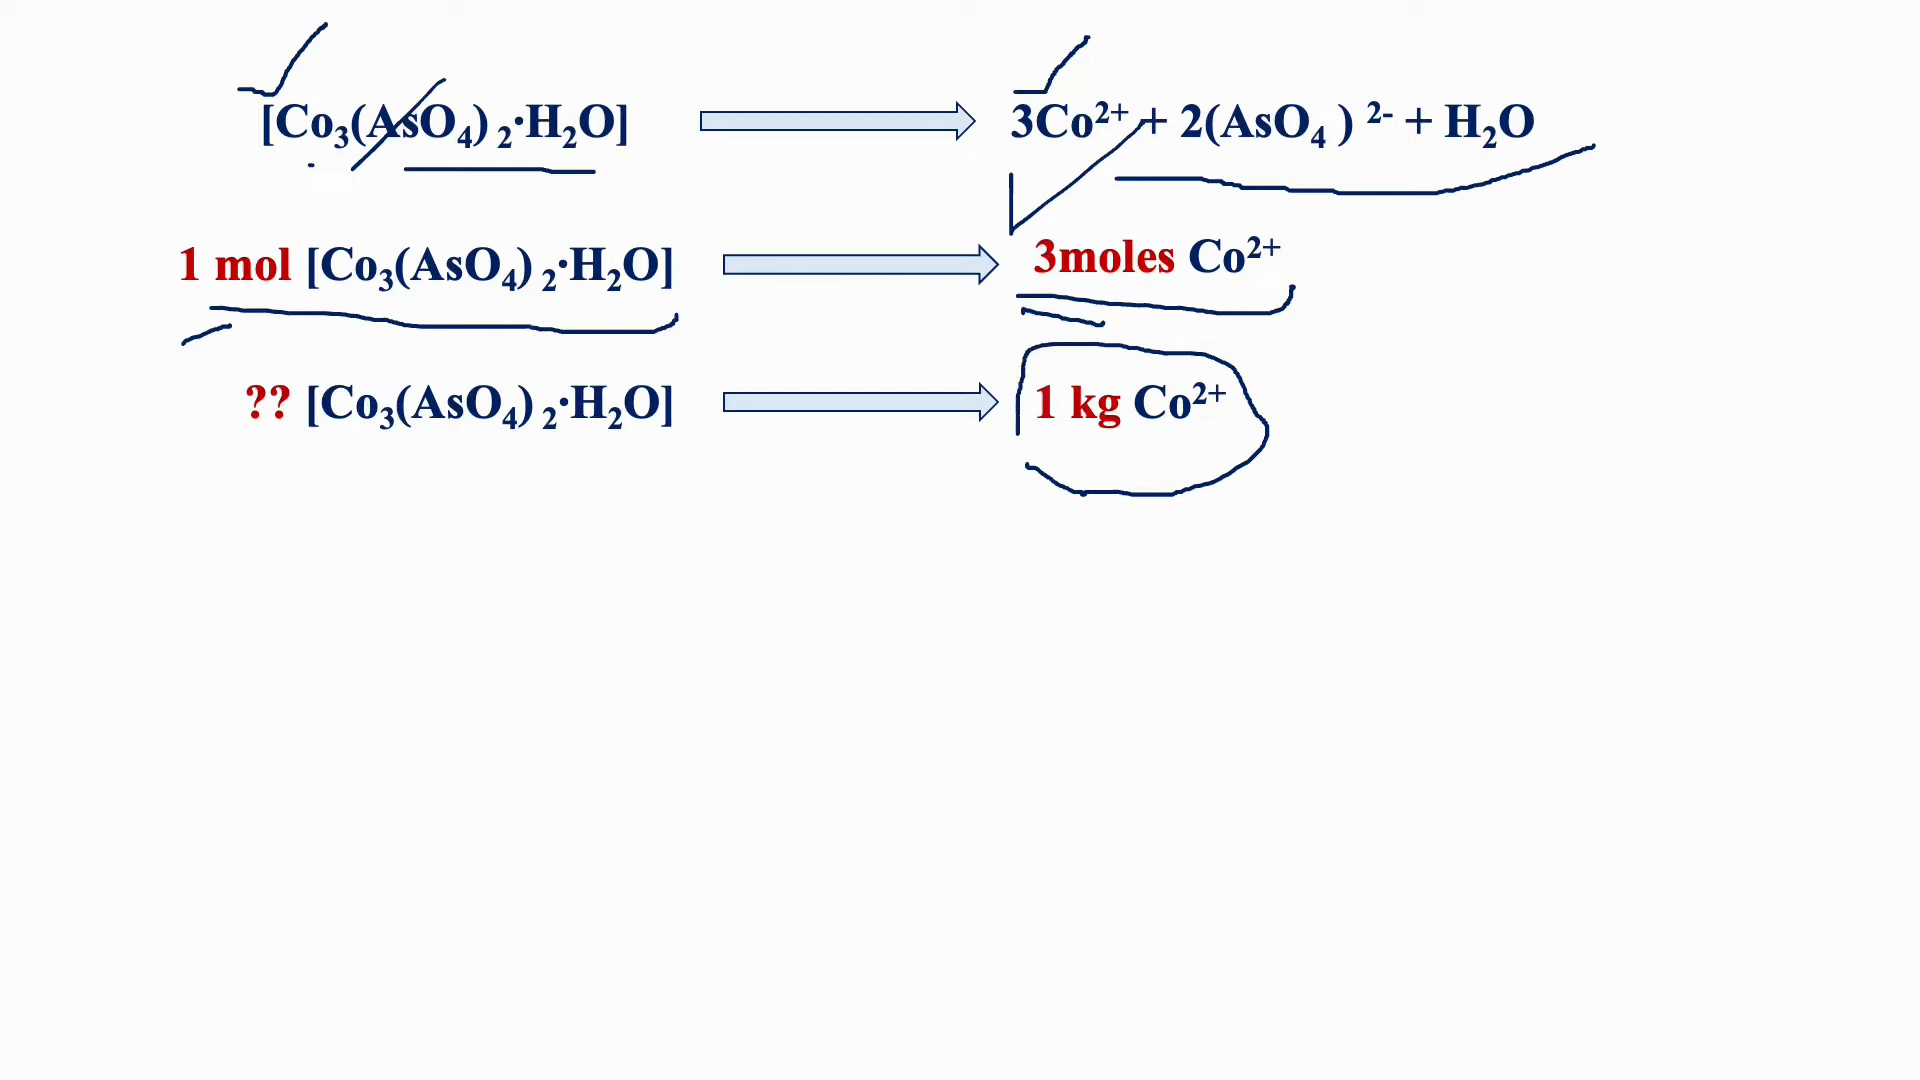 [Co₃(AsO₄) ₂·H₂O] 3Co²⁺ + 2(AsO₄ ) ²⁻ + H₂O
1 mol [Co₃(AsO₄) ₂·H₂O] 3moles Co²⁺
?? [Co₃(AsO₄) ₂·H₂O] 1 kg Co²⁺